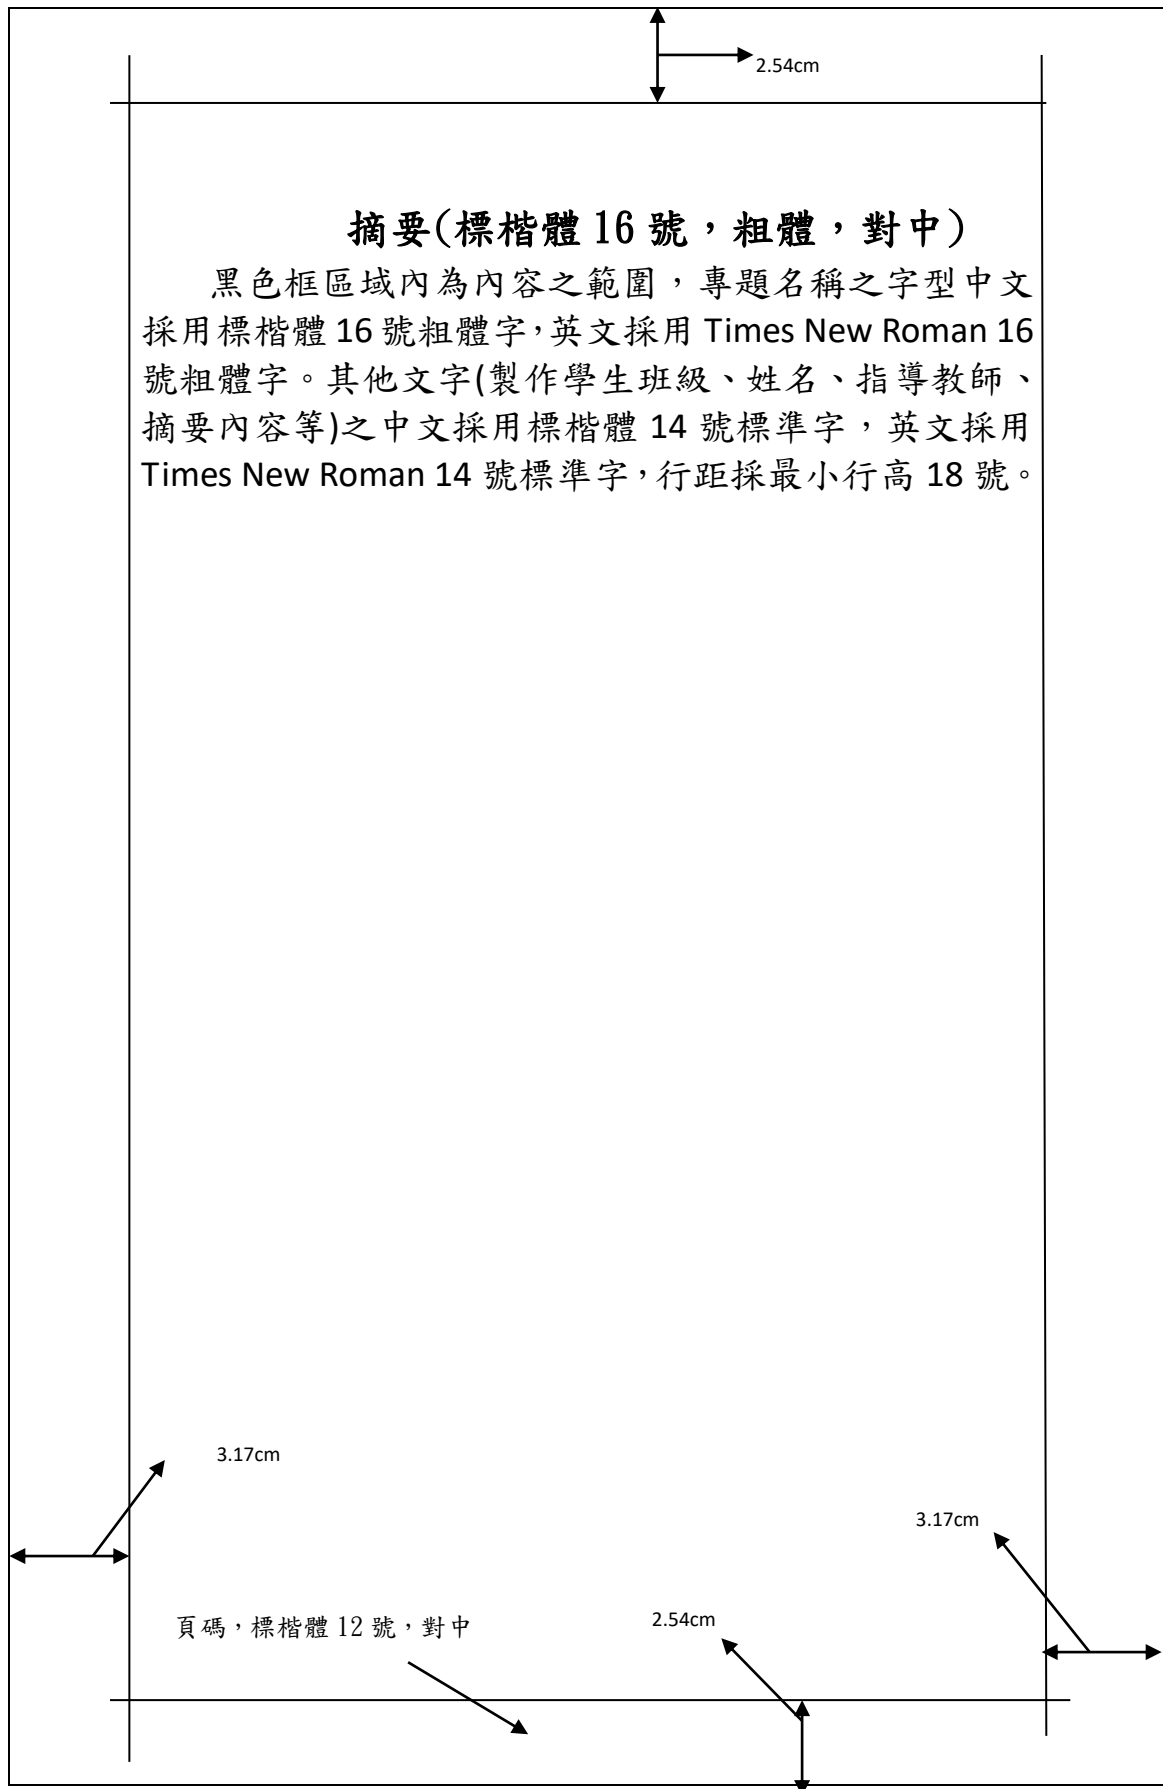 2.54cm
摘要(標楷體 16 號，粗體，對中)
黑色框區域內為內容之範圍，專題名稱之字型中文
採用標楷體 16 號粗體字，英文採用 Times New Roman 16
號粗體字。其他文字(製作學生班級、姓名、指導教師、
摘要內容等)之中文採用標楷體 14 號標準字，英文採用
Times New Roman 14 號標準字，行距採最小行高 18 號。
3.17cm
3.17cm
頁碼，標楷體 12 號，對中
2.54cm